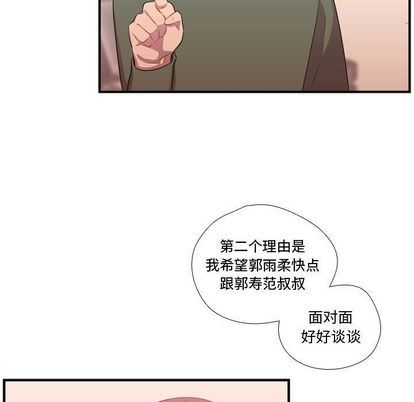 第二个理由是
我希望郭雨柔快点
跟郭寿范叔叔
面对面
好好谈谈